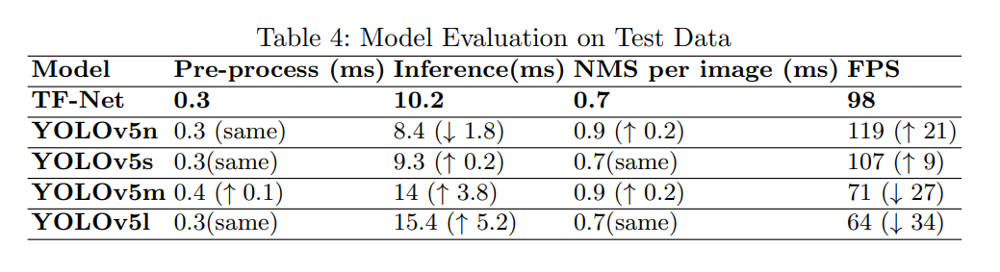 Table 4: Model Evaluation on Test Data
Model Pre-process (ms) Inference(ms) NMS per image (ms) FPS
TF-Net 0.3 10.2 0.7 98
YOLOv5n 0.3 (same) 8.4 (↓ 1.8) 0.9 (↑ 0.2) 119 (↑ 21)
YOLOv5s 0.3(same) 9.3 (↑ 0.2) 0.7(same) 107 (↑ 9)
YOLOv5m 0.4 (↑ 0.1) 14 (↑ 3.8) 0.9 (↑ 0.2) 71 (↓ 27)
YOLOv5l 0.3(same) 15.4 (↑ 5.2) 0.7(same) 64 (↓ 34)